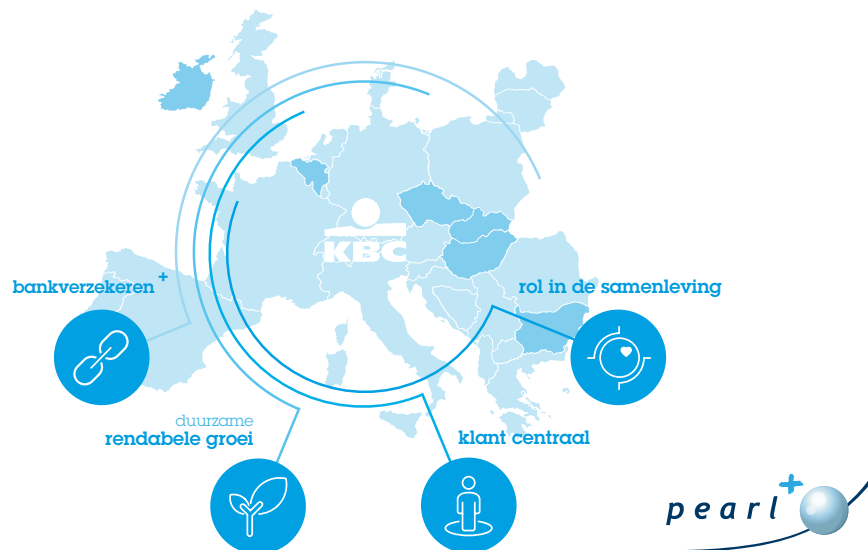 KBC
bankverzekeren+
rol in de samenleving
duurzame
rendabele groei
klant centraal
pearl+